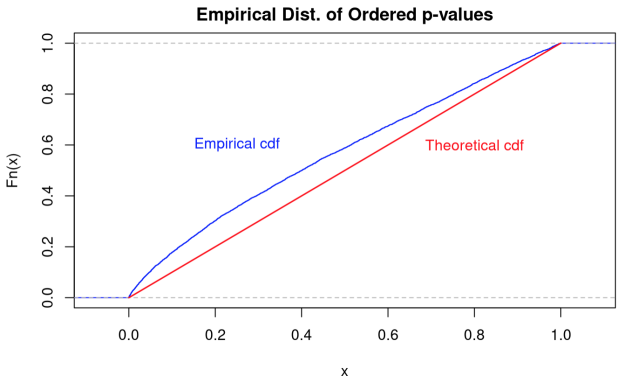 Empirical Dist. of Ordered p-values
1.0
0.8
0.6
0.4
0.2
0.0
Fn(x)
Empirical cdf
Theoretical cdf
0.0 0.2 0.4 0.6 0.8 1.0
x